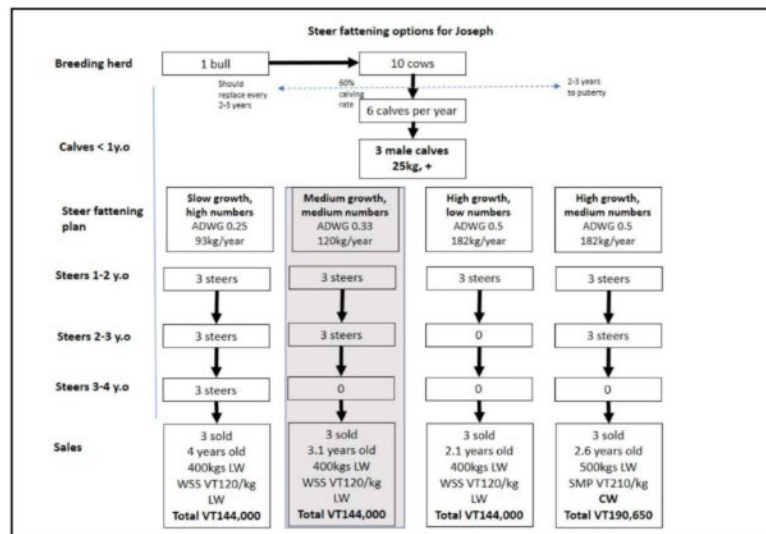 Steer fattening options for Joseph
Breeding herd
1 bull
10 cows
Should
replace every
2-3 years
60%
calving
rate
2-3 years
to puberty
6 calves per year
Calves < 1y.o
3 male calves
25kg, +
Steer fattening
plan
Slow growth,
high numbers
ADWG 0.25
93kg/year
Medium growth,
medium numbers
ADWG 0.33
120kg/year
High growth,
low numbers
ADWG 0.5
182kg/year
High growth,
medium numbers
ADWG 0.5
182kg/year
Steers 1-2 y.o
3 steers
3 steers
3 steers
3 steers
Steers 2-3 y.o
3 steers
3 steers
0
3 steers
Steers 3-4 y.o
3 steers
0
0
0
Sales
3 sold
4 years old
400kgs LW
WSS VT120/kg
LW
Total VT144,000
3 sold
3.1 years old
400kgs LW
WSS VT120/kg
LW
Total VT144,000
3 sold
2.1 years old
400kgs LW
WSS VT120/kg
LW
Total VT144,000
3 sold
2.6 years old
500kgs LW
SMP VT210/kg
CW
Total VT190,650